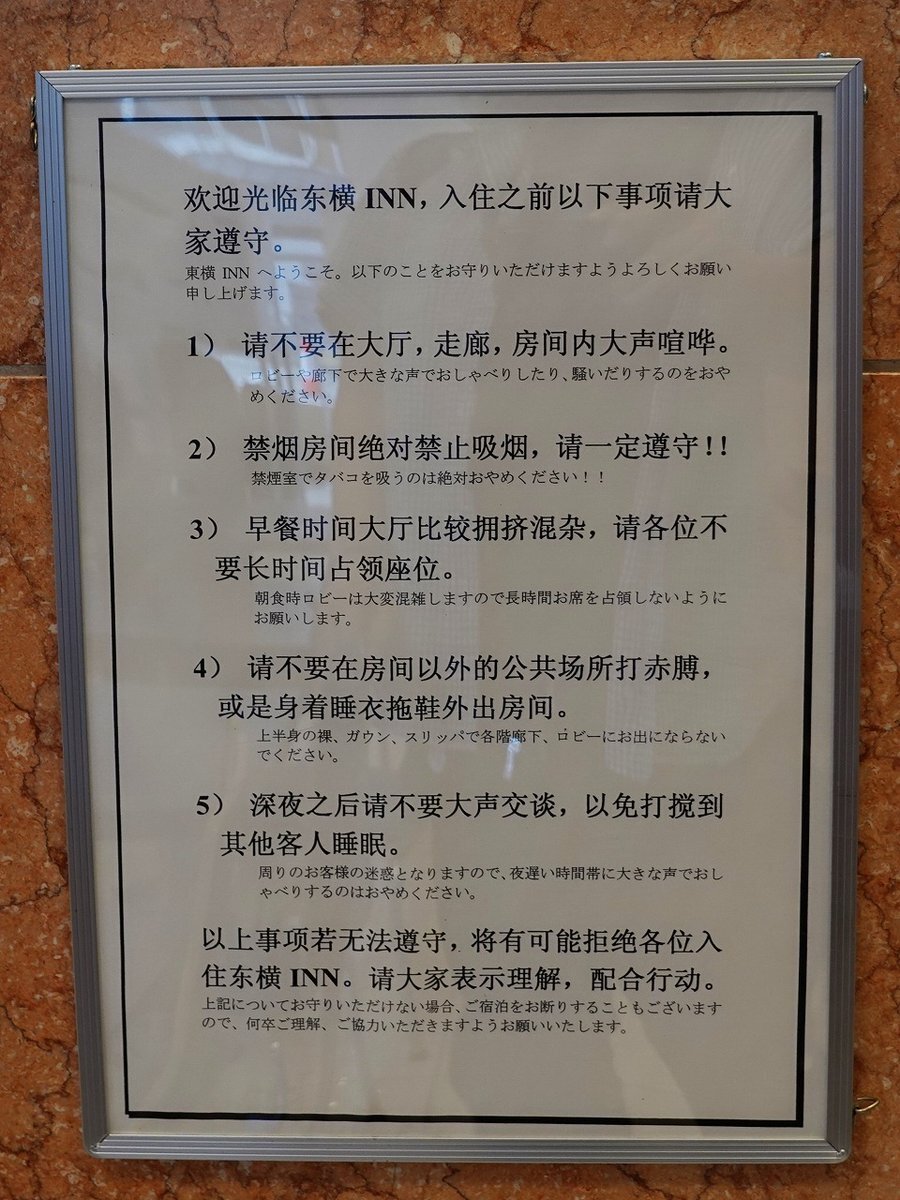 欢迎光临东横 INN，入住之前以下事项请大
家遵守。
東横 INN へようこそ。以下のことをお守りいただけますようよろしくお願い
申し上げます。
1） 请不要在大厅，走廊，房间内大声喧哗。
ロビーや廊下で大きな声でおしゃべりしたり、騒いだりするのをおや
めください。
2） 禁烟房间绝对禁止吸烟，请一定遵守!！
禁煙室でタバコを吸うのは絶対おやめください！！
3） 早餐时间大厅比较拥挤混杂，请各位不
要长时间占领座位。
朝食時ロビーは大変混雑しますので長時間お席を占領しないように
お願いします。
4） 请不要在房间以外的公共场所打赤膊，
或是身着睡衣拖鞋外出房间。
上半身の裸、ガウン、スリッパで各階廊下、ロビーにお出にならない
でください。
5） 深夜之后请不要大声交谈，以免打搅到
其他客人睡眠。
周りのお客様の迷惑となりますので、夜遅い時間帯に大きな声でおし
ゃべりするのはおやめください。
以上事项若无法遵守，将有可能拒绝各位入
住东横 INN。请大家表示理解，配合行动。
上記についてお守りいただけない場合、ご宿泊をお断りすることもございます
ので、何卒ご理解、ご協力いただきますようお願いいたします。